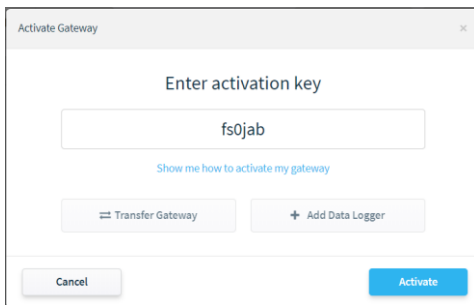 Activate Gateway ×
Enter activation key
fs0jab
Show me how to activate my gateway
Transfer Gateway + Add Data Logger
Cancel Activate